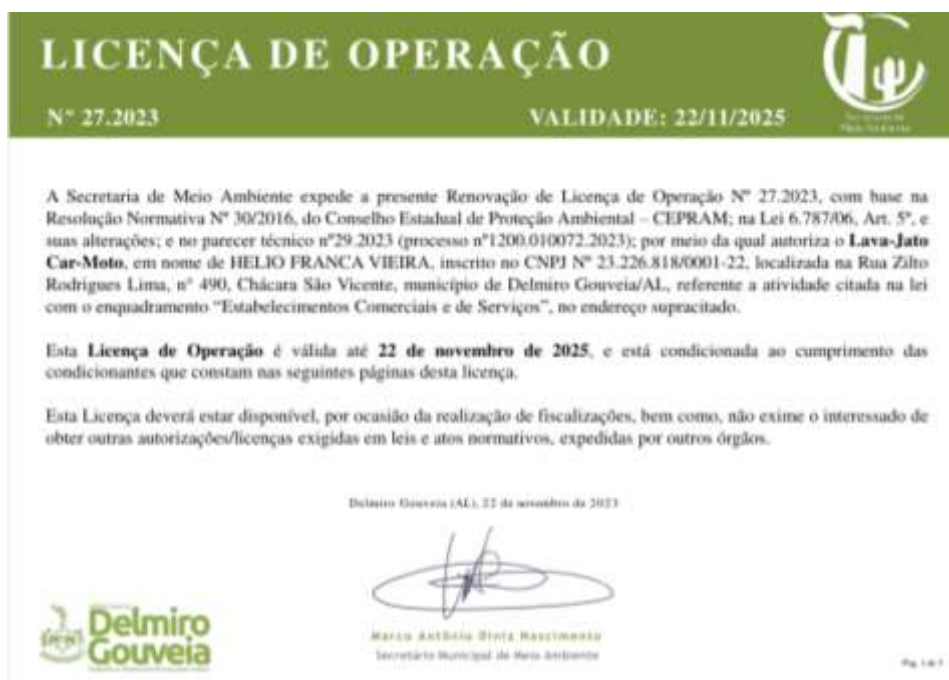 LICENÇA DE OPERAÇÃO
Nº 27.2023
VALIDADE: 22/11/2025
Secretaria de
Meio Ambiente
A Secretaria de Meio Ambiente expede a presente Renovação de Licença de Operação Nº 27.2023, com base na
Resolução Normativa Nº 30/2016, do Conselho Estadual de Proteção Ambiental – CEPRAM; na Lei 6.787/06, Art. 5º, e
suas alterações; e no parecer técnico nº29.2023 (processo nº1200.010072.2023); por meio da qual autoriza o Lava-Jato
Car-Moto, em nome de HELIO FRANCA VIEIRA, inscrito no CNPJ Nº 23.226.818/0001-22, localizada na Rua Zilto
Rodrigues Lima, nº 490, Chácara São Vicente, município de Delmiro Gouveia/AL, referente a atividade citada na lei
com o enquadramento “Estabelecimentos Comerciais e de Serviços”, no endereço supracitado.
Esta Licença de Operação é válida até 22 de novembro de 2025, e está condicionada ao cumprimento das
condicionantes que constam nas seguintes páginas desta licença.
Esta Licença deverá estar disponível, por ocasião da realização de fiscalizações, bem como, não exime o interessado de
obter outras autorizações/licenças exigidas em leis e atos normativos, expedidas por outros órgãos.
Delmiro Gouveia (AL), 22 de novembro de 2023
Marco Antônio Diniz Nascimento
Secretário Municipal de Meio Ambiente
Delmiro
Gouveia